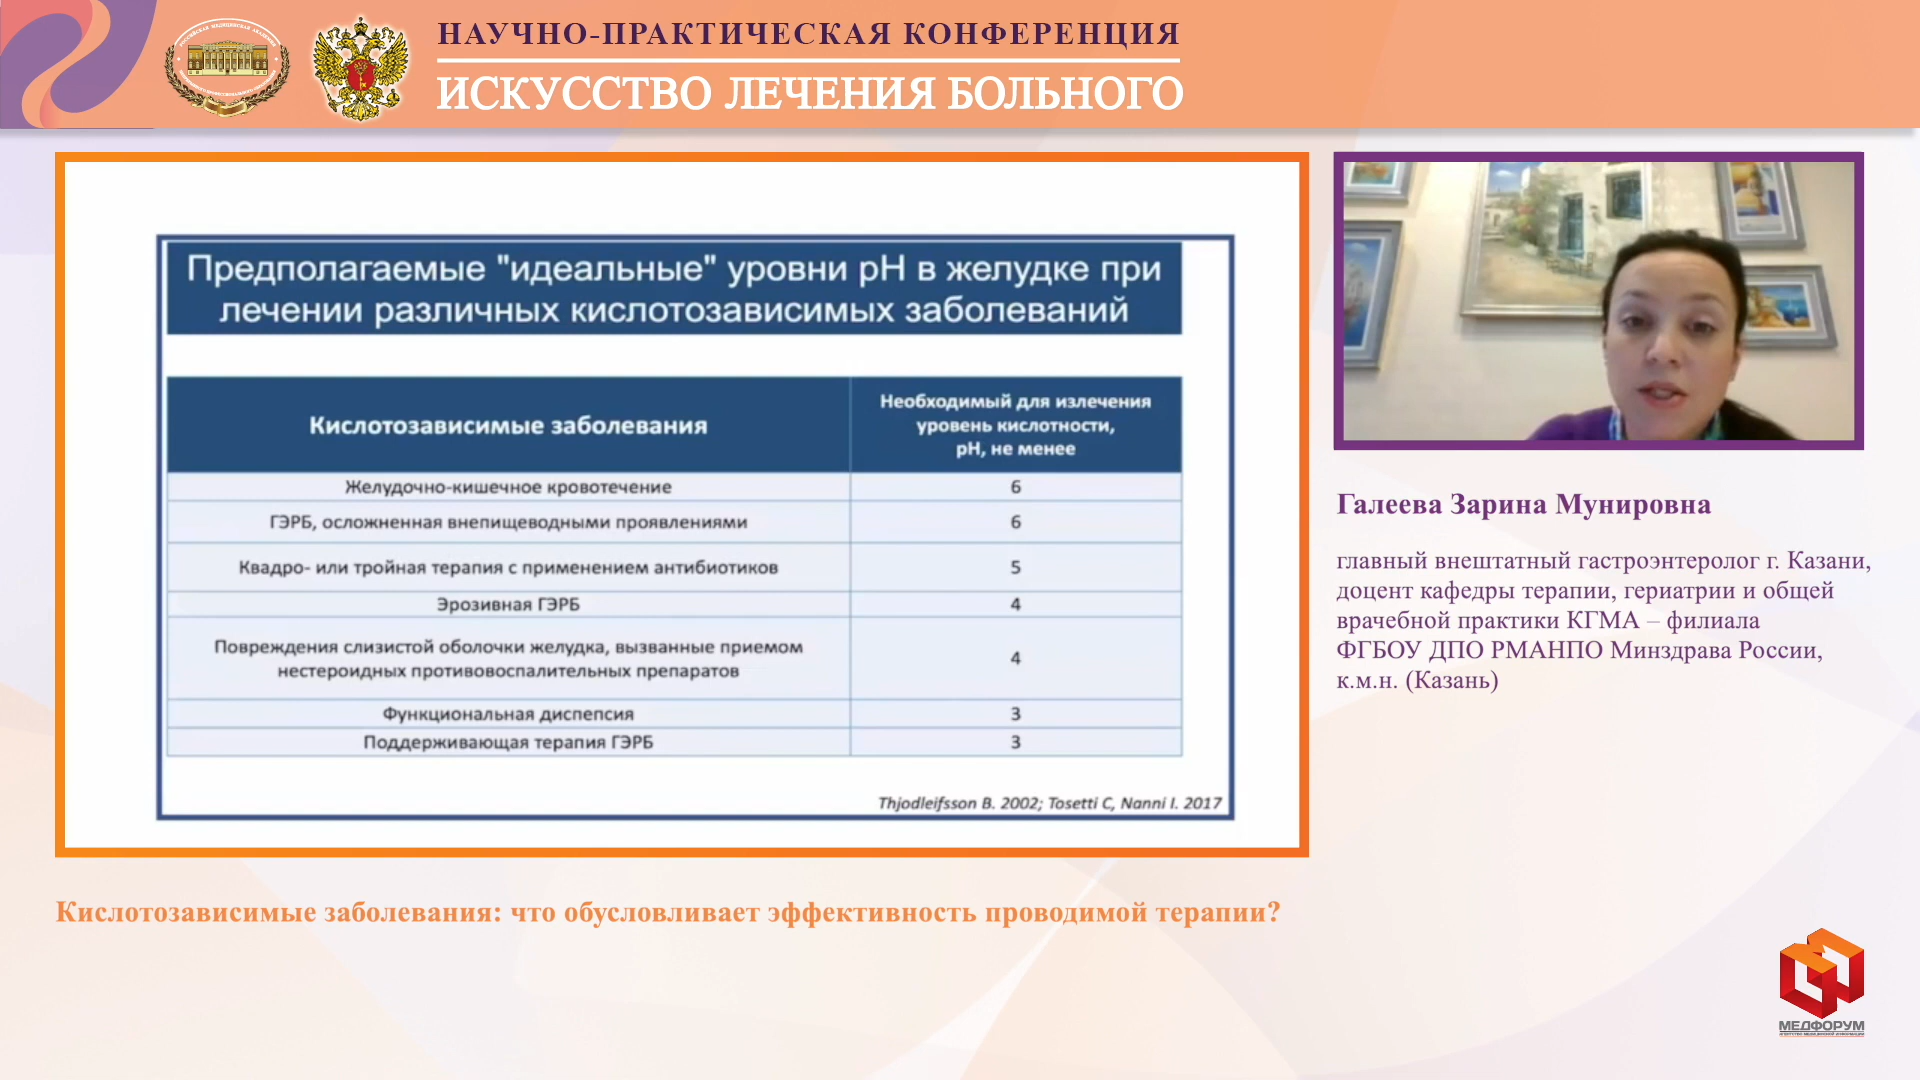 НАУЧНО-ПРАКТИЧЕСКАЯ КОНФЕРЕНЦИЯ
ИСКУССТВО ЛЕЧЕНИЯ БОЛЬНОГО
Предполагаемые "идеальные" уровни pH в желудке при
лечении различных кислотозависимых заболеваний
Кислотозависимые заболевания
Необходимый для излечения
уровень кислотности,
pH, не менее
Желудочно-кишечное кровотечение 6
ГЭРБ, осложненная внепищеводными проявлениями 6
Квадро- или тройная терапия с применением антибиотиков 5
Эрозивная ГЭРБ 4
Повреждения слизистой оболочки желудка, вызванные приемом
нестероидных противовоспалительных препаратов 4
Функциональная диспепсия 3
Поддерживающая терапия ГЭРБ 3
Thjodleifsson B. 2002; Tosetti C, Nanni I. 2017
Галеева Зарина Мунировна
главный внештатный гастроэнтеролог г. Казани,
доцент кафедры терапии, гериатрии и общей
врачебной практики КГМА – филиала
ФГБОУ ДПО РМАНПО Минздрава России,
к.м.н. (Казань)
Кислотозависимые заболевания: что обусловливает эффективность проводимой терапии?
МЕДФОРУМ